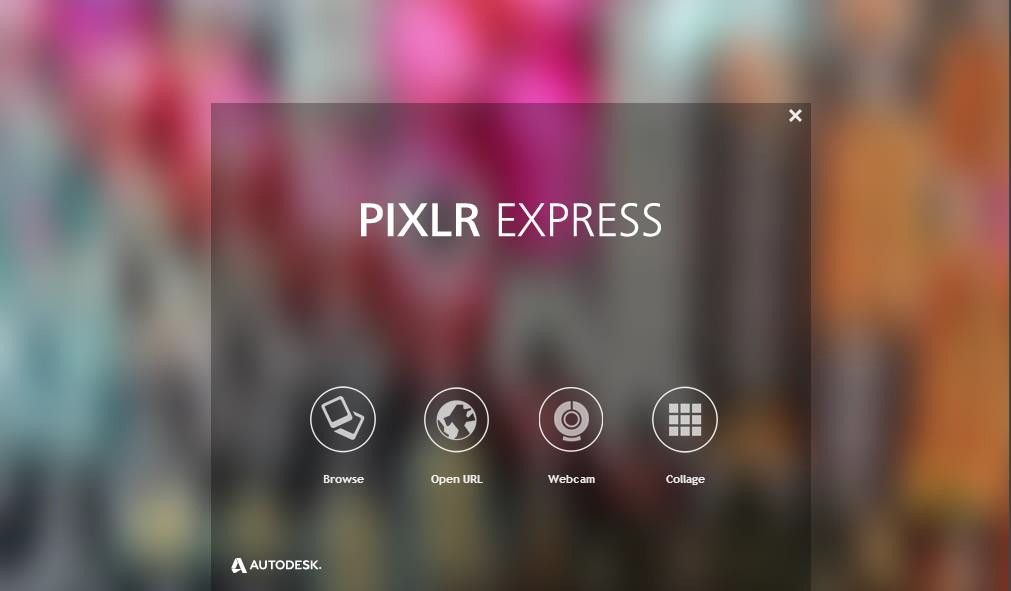 PIXLR EXPRESS
Browse
Open URL
Webcam
Collage
AUTODESK.